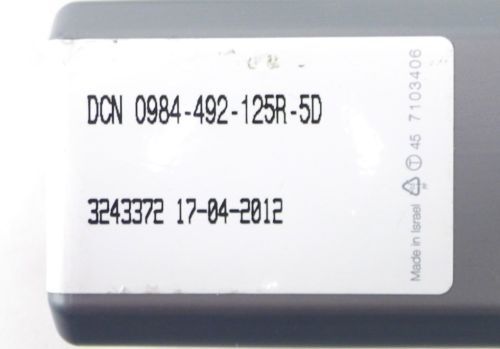 DCN 0984-492-125R-5D
3243372 17-04-2012
Made in Israel T 45 7103406